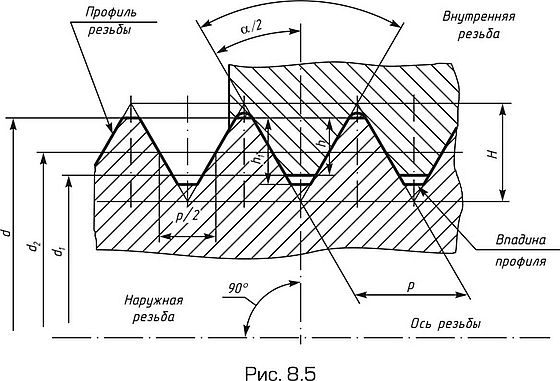 Профиль
резьбы
α/2
Внутренняя
резьба
h₁
h
H
p/2
d
d₂
d₁
Впадина
профиля
p
90°
Наружная
резьба
Ось резьбы
Рис. 8.5